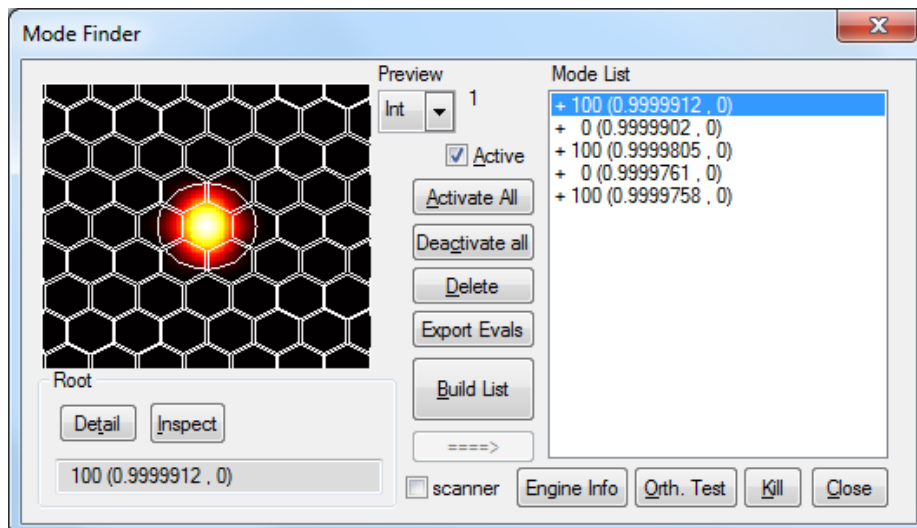 Mode Finder
Preview
Int
1
Active
Activate All
Deactivate all
Delete
Export Evals
Build List
====>
scanner
Mode List
+ 100 (0.9999912 , 0)
+   0 (0.9999902 , 0)
+ 100 (0.9999805 , 0)
+   0 (0.9999761 , 0)
+ 100 (0.9999758 , 0)
Root
Detail
Inspect
100 (0.9999912 , 0)
Engine Info
Orth. Test
Kill
Close